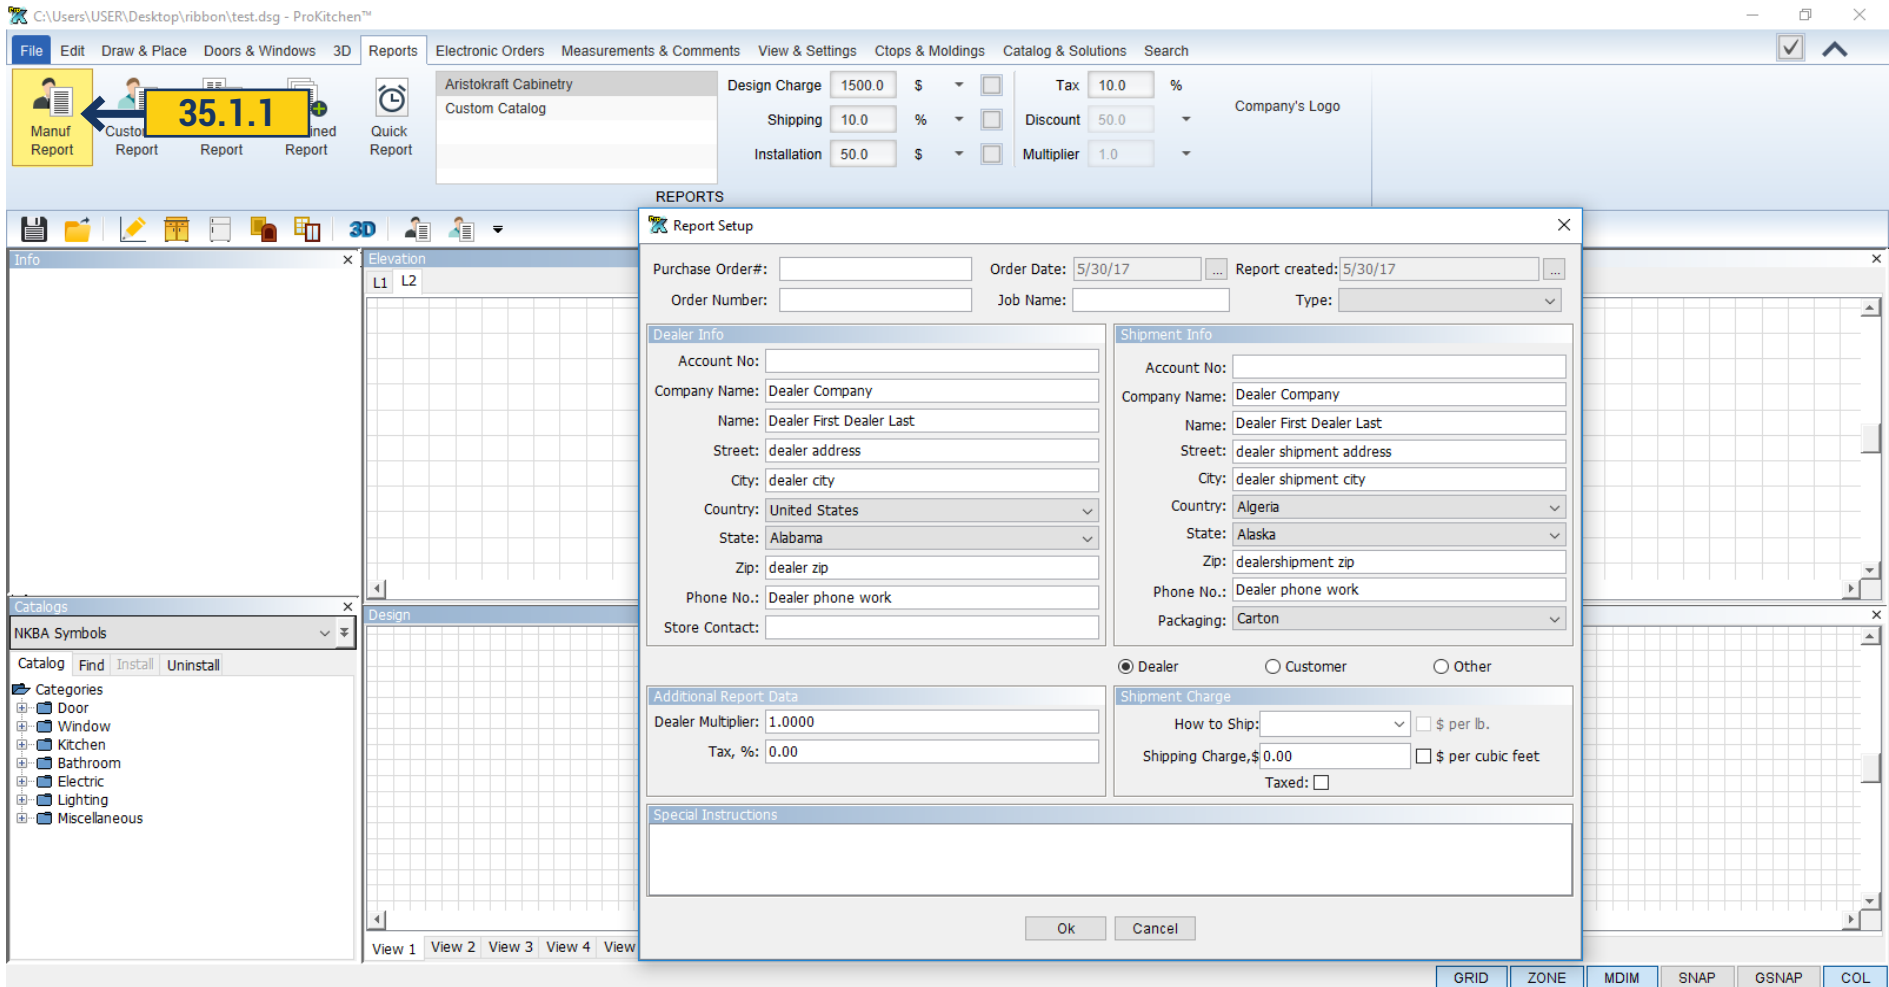 C:\Users\USER\Desktop\ribbon\test.dsg - ProKitchen™
File Edit Draw & Place Doors & Windows 3D Reports Electronic Orders Measurements & Comments View & Settings Ctops & Moldings Catalog & Solutions Search
Manuf Report
35.1.1
Report
Report
ined Report
Quick Report
Aristokraft Cabinetry
Custom Catalog
Design Charge 1500.0 $
Shipping 10.0 %
Installation 50.0 $
Tax 10.0 %
Discount 50.0
Multiplier 1.0
Company's Logo
REPORTS
3D
Info
Elevation
L1 L2
Catalogs
NKBA Symbols
Catalog Find Install Uninstall
Categories
Door
Window
Kitchen
Bathroom
Electric
Lighting
Miscellaneous
Design
View 1 View 2 View 3 View 4 View
Report Setup
Purchase Order#: Order Date: 5/30/17 ... Report created: 5/30/17 ...
Order Number: Job Name: Type:
Dealer Info
Account No:
Company Name: Dealer Company
Name: Dealer First Dealer Last
Street: dealer address
City: dealer city
Country: United States
State: Alabama
Zip: dealer zip
Phone No.: Dealer phone work
Store Contact:
Shipment Info
Account No:
Company Name: Dealer Company
Name: Dealer First Dealer Last
Street: dealer shipment address
City: dealer shipment city
Country: Algeria
State: Alaska
Zip: dealershipment zip
Phone No.: Dealer phone work
Packaging: Carton
Dealer Customer Other
Additional Report Data
Dealer Multiplier: 1.0000
Tax, %: 0.00
Shipment Charge
How to Ship: $ per lb.
Shipping Charge,$ 0.00 $ per cubic feet
Taxed:
Special Instructions
Ok Cancel
GRID ZONE MDIM SNAP GSNAP COL